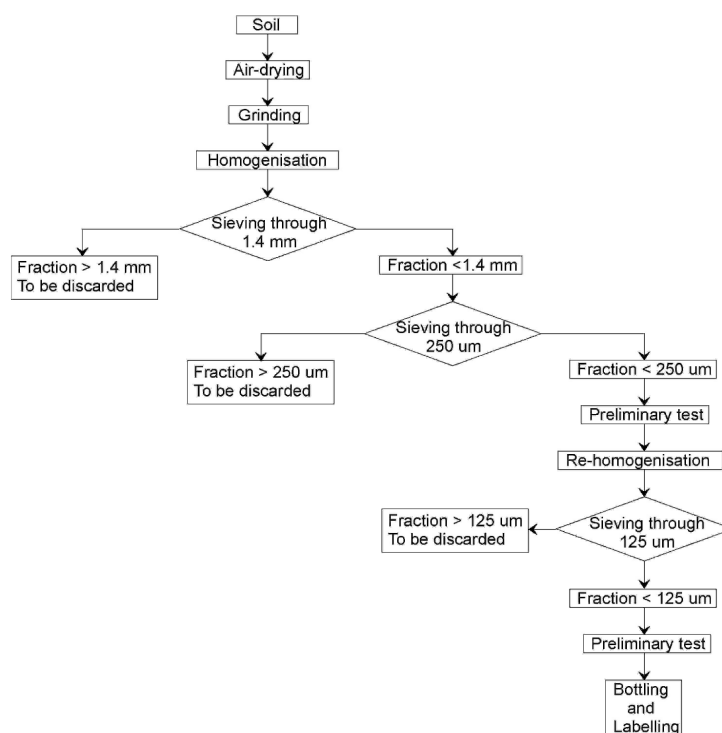 Soil
Air-drying
Grinding
Homogenisation
Sieving through
1.4 mm
Fraction > 1.4 mm
To be discarded
Fraction <1.4 mm
Sieving through
250 um
Fraction > 250 um
To be discarded
Fraction < 250 um
Preliminary test
Re-homogenisation
Sieving through
125 um
Fraction > 125 um
To be discarded
Fraction < 125 um
Preliminary test
Bottling
and
Labelling